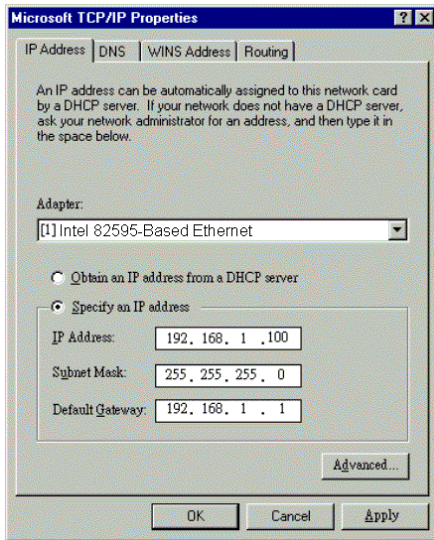 Microsoft TCP/IP Properties
IP Address DNS WINS Address Routing
An IP address can be automatically assigned to this network card
by a DHCP server. If your network does not have a DHCP server,
ask your network administrator for an address, and then type it in
the space below.
Adapter:
[1] Intel 82595-Based Ethernet
Obtain an IP address from a DHCP server
Specify an IP address
IP Address: 192. 168. 1 .100
Subnet Mask: 255. 255. 255. 0
Default Gateway: 192. 168. 1 . 1
Advanced...
OK Cancel Apply